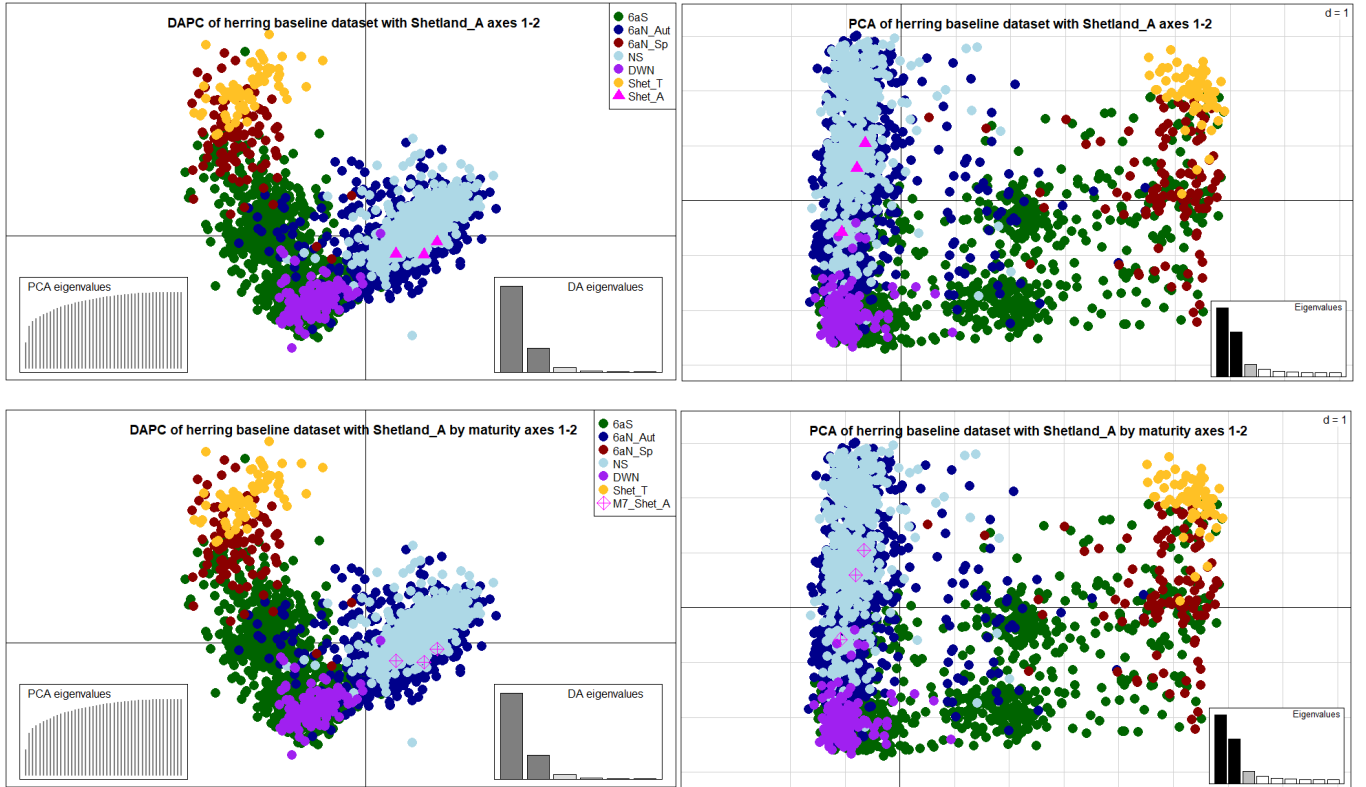 DAPC of herring baseline dataset with Shetland_A axes 1-2
6aS
6aN_Aut
6aN_Sp
NS
DWN
Shet_T
Shet_A
PCA eigenvalues
DA eigenvalues
PCA of herring baseline dataset with Shetland_A axes 1-2
d = 1
Eigenvalues
DAPC of herring baseline dataset with Shetland_A by maturity axes 1-2
6aS
6aN_Aut
6aN_Sp
NS
DWN
Shet_T
M7_Shet_A
PCA eigenvalues
DA eigenvalues
PCA of herring baseline dataset with Shetland_A by maturity axes 1-2
d = 1
Eigenvalues